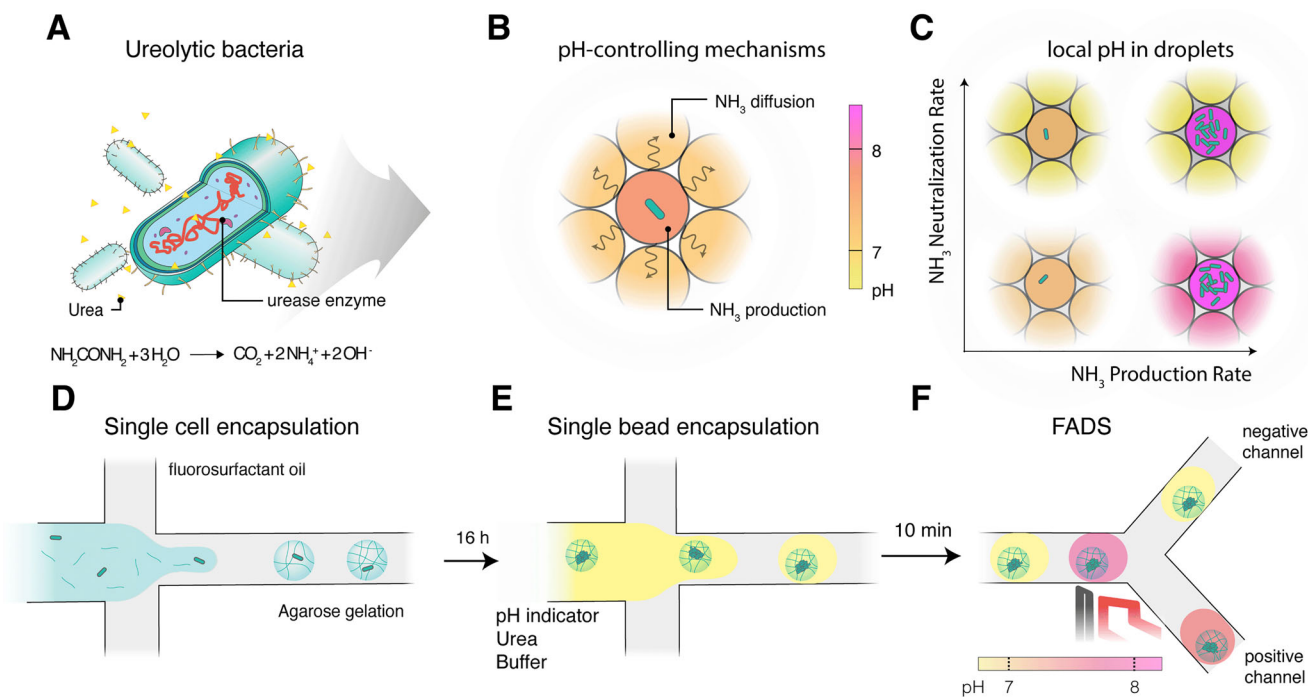 A
Ureolytic bacteria
Urea
urease enzyme
NH2CONH2+3H2O → CO2+2NH4⁺+2OH⁻
B
pH-controlling mechanisms
NH3 diffusion
NH3 production
8
7
pH
C
local pH in droplets
NH3 Neutralization Rate
NH3 Production Rate
D
Single cell encapsulation
fluorosurfactant oil
Agarose gelation
16 h
E
Single bead encapsulation
pH indicator
Urea
Buffer
10 min
F
FADS
negative
channel
positive
channel
pH 7 8